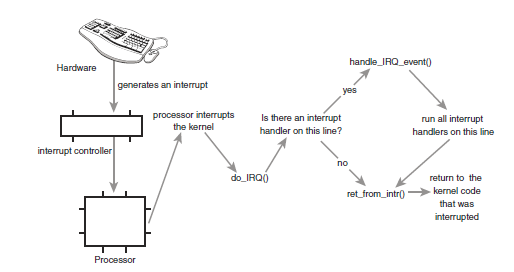 Hardware
generates an interrupt
interrupt controller
Processor
processor interrupts
the kernel
do_IRQ()
Is there an interrupt
handler on this line?
yes
no
handle_IRQ_event()
run all interrupt
handlers on this line
ret_from_intr()
return to the
kernel code
that was
interrupted